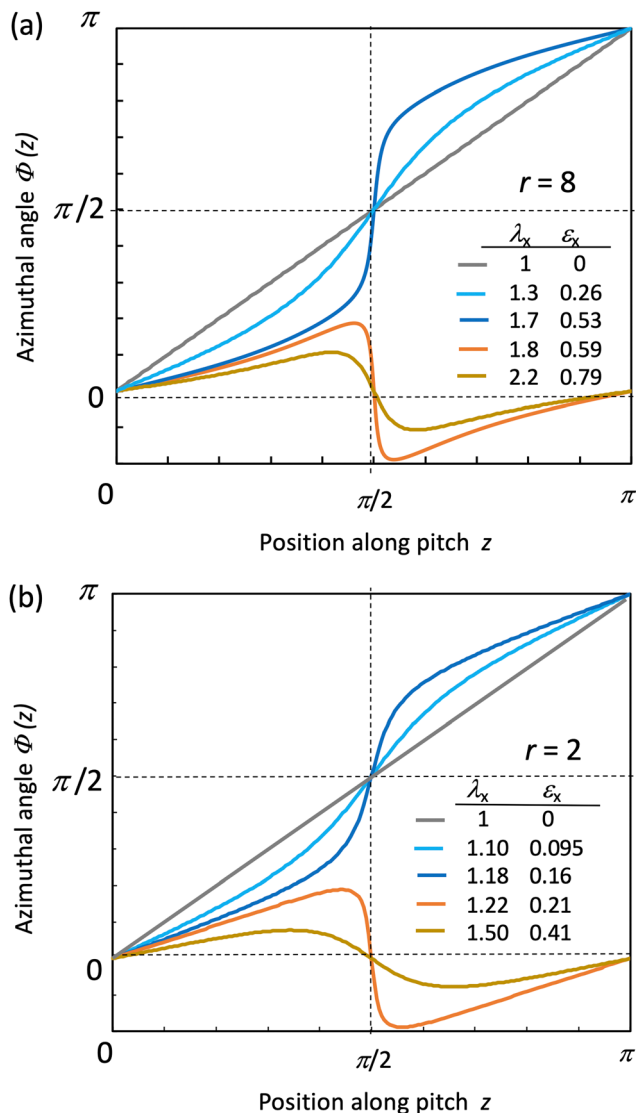 (a)
π
π/2
0
Azimuthal angle Φ(z)
r = 8
λx εx
1 0
1.3 0.26
1.7 0.53
1.8 0.59
2.2 0.79
0 π/2 π
Position along pitch z
(b)
π
π/2
0
Azimuthal angle Φ(z)
r = 2
λx εx
1 0
1.10 0.095
1.18 0.16
1.22 0.21
1.50 0.41
0 π/2 π
Position along pitch z